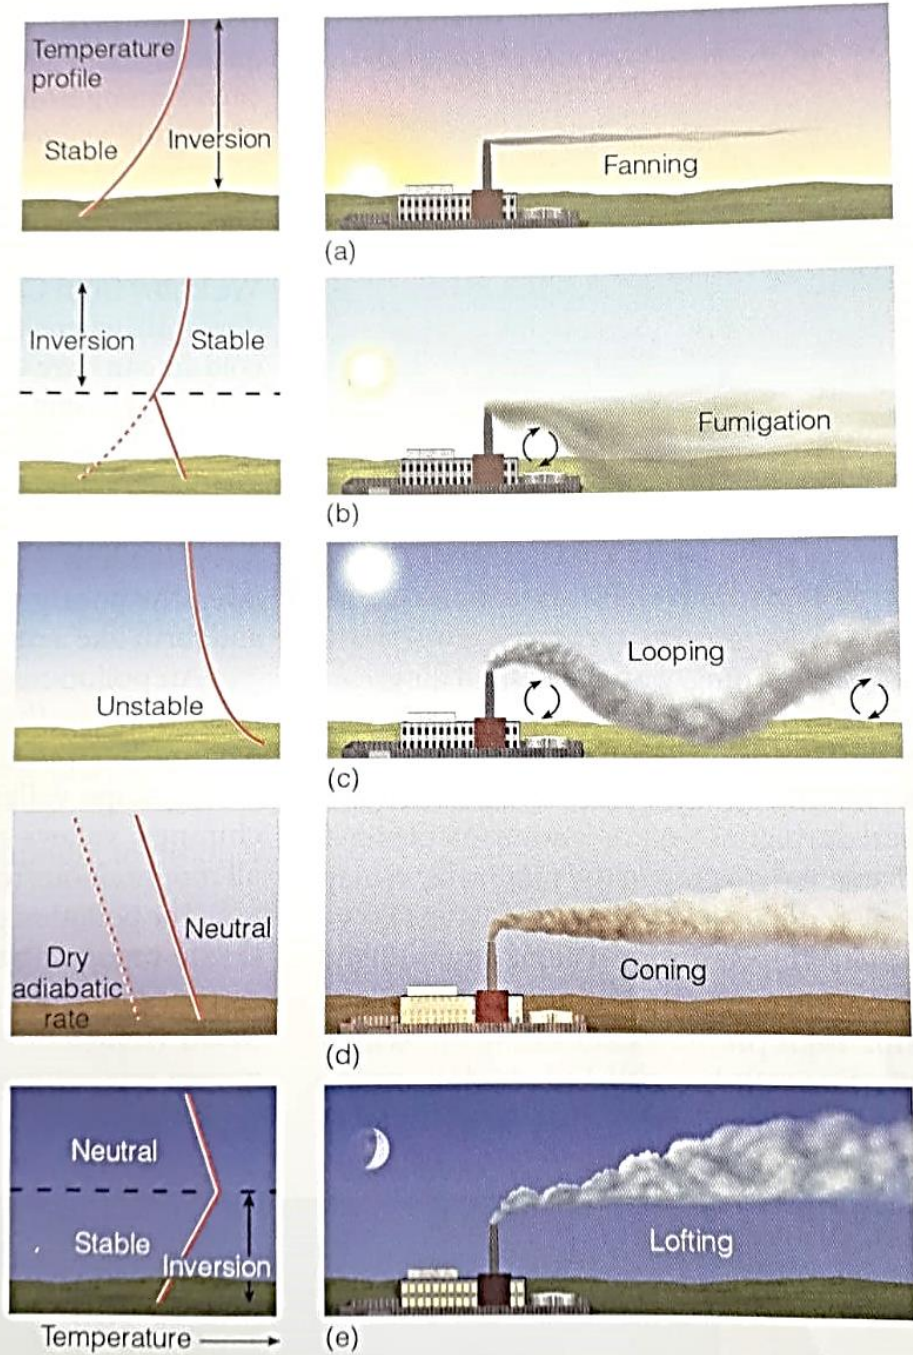 Temperature
profile
Stable
Inversion
Fanning
(a)
Inversion
Stable
Fumigation
(b)
Unstable
Looping
(c)
Neutral
Dry
adiabatic
rate
Coning
(d)
Neutral
Stable
Inversion
Lofting
Temperature
(e)